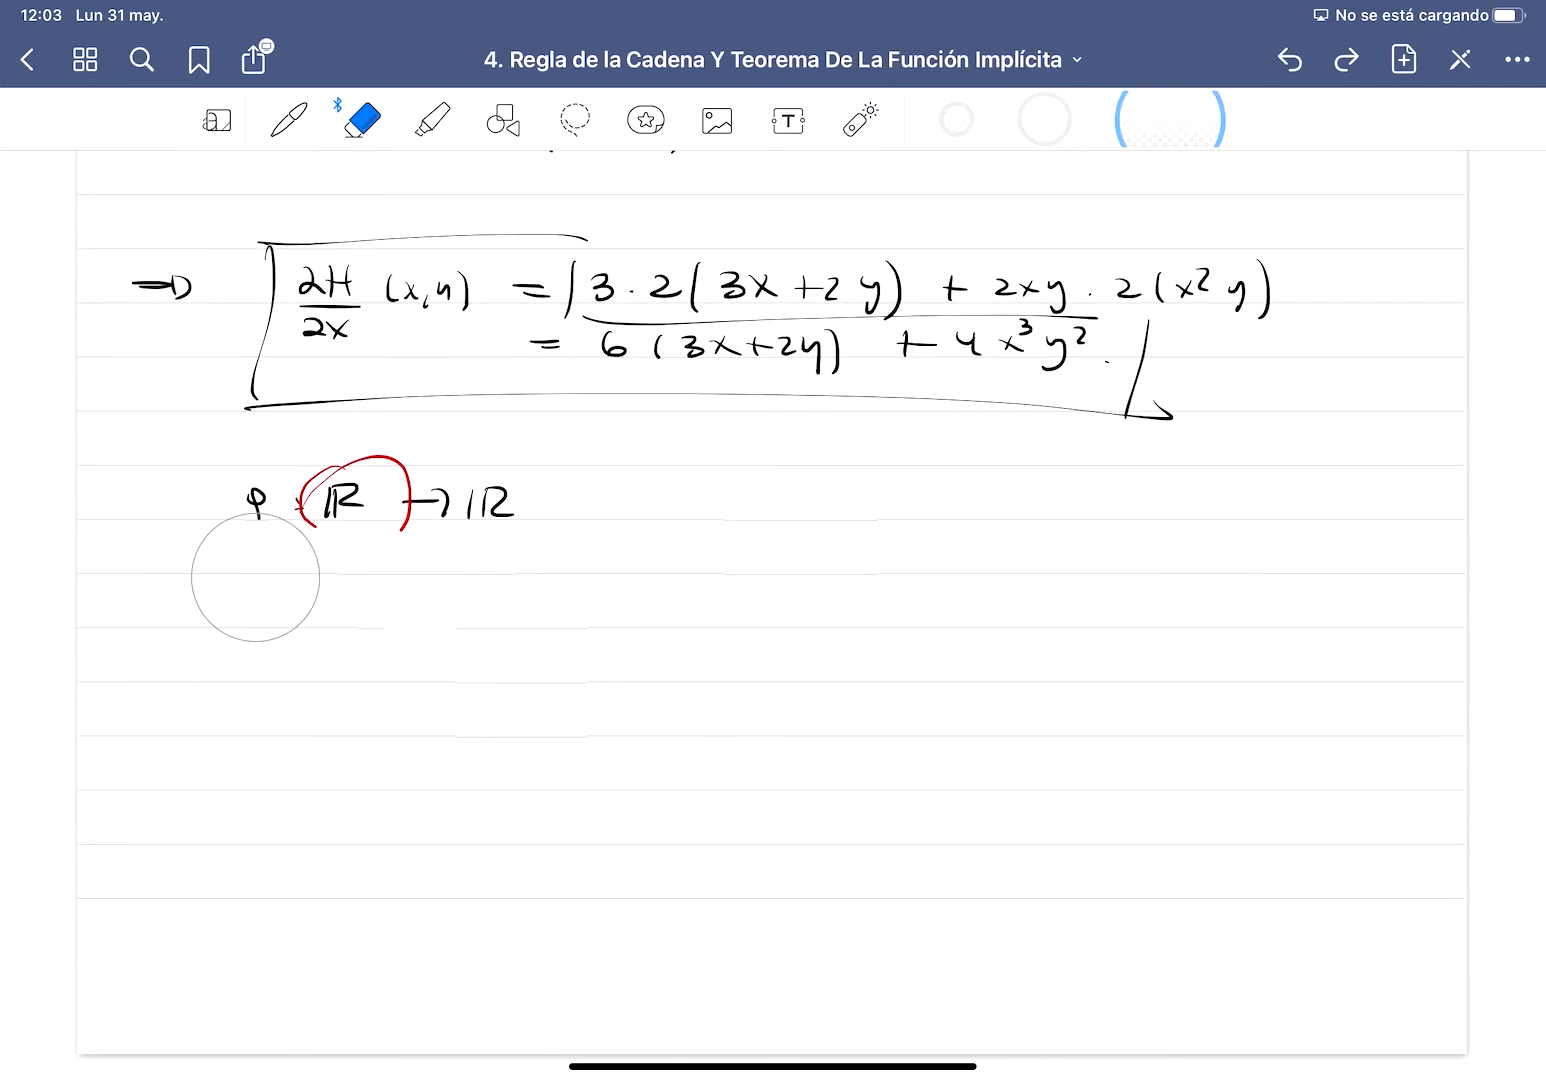 12:03 Lun 31 may. No se está cargando
4. Regla de la Cadena Y Teorema De La Función Implícita
T
⇒ ∂H/∂x (x,y) = 3·2(3x+2y) + 2xy·2(x²y)
= 6(3x+2y) + 4x³y².
φ: ℝ → ℝ